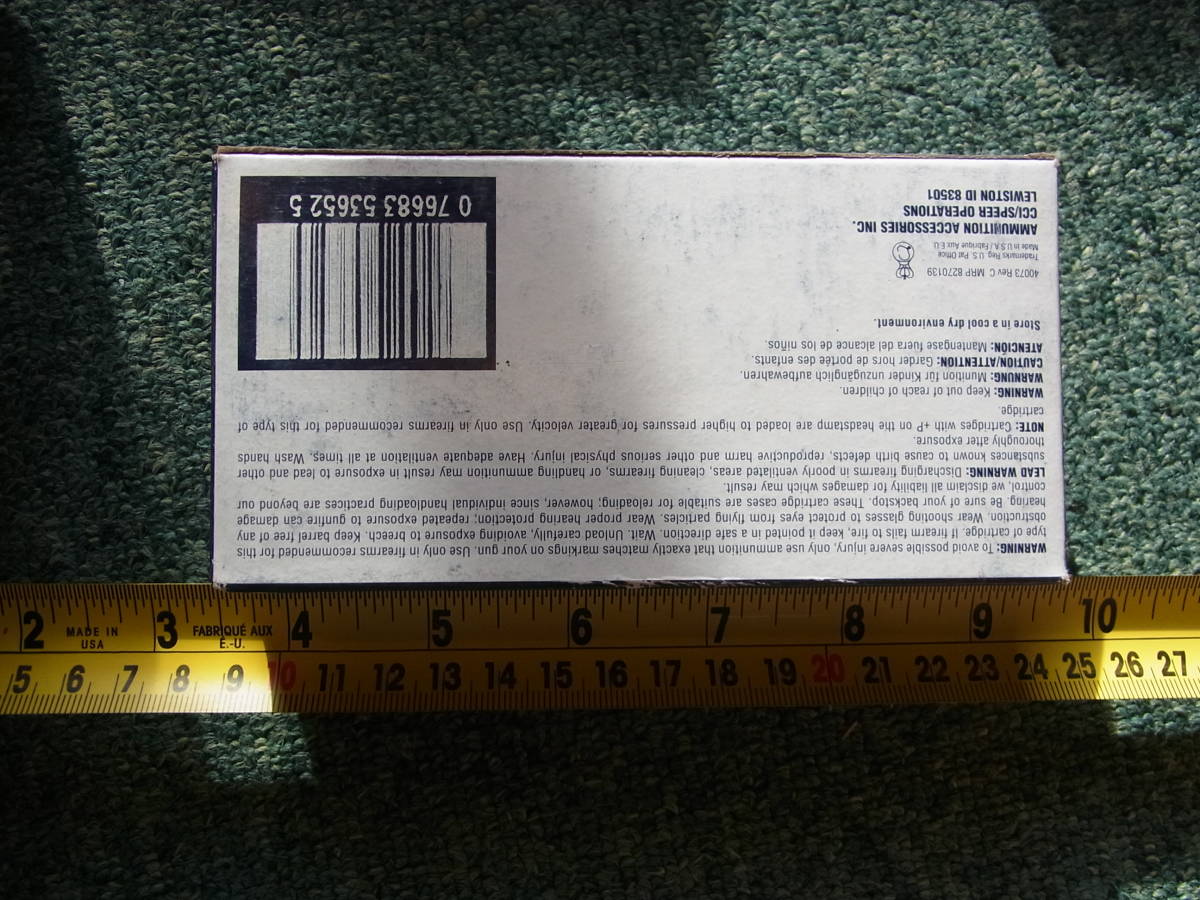 WARNING: To avoid possible severe injury, only use ammunition that exactly matches markings on your gun. Use only in firearms recommended for this
type of cartridge. If firearm fails to fire, keep it pointed in a safe direction. Wait. Unload carefully, avoiding exposure to breech. Keep barrel free of any
obstruction. Wear shooting glasses to protect eyes from flying particles. Wear proper hearing protection; repeated exposure to gunfire can damage
hearing. Be sure of your backstop. These cartridge cases are suitable for reloading; however, since individual handloading practices are beyond our
control, we disclaim all liability for damages which may result.
LEAD WARNING: Discharging firearms in poorly ventilated areas, cleaning firearms, or handling ammunition may result in exposure to lead and other
substances known to cause birth defects, reproductive harm and other serious physical injury. Have adequate ventilation at all times. Wash hands
thoroughly after exposure.
NOTE: Cartridges with +P on the headstamp are loaded to higher pressures for greater velocity. Use only in firearms recommended for this type of
cartridge.
WARNING: Keep out of reach of children.
WARNUNG: Munition für Kinder unzugänglich aufbewahren.
CAUTION/ATTENTION: Garder hors de portée des enfants.
ATENCIÓN: Mantengase fuera del alcance de los niños.
Store in a cool dry environment.
40073 Rev C MRP 8270139
Trademarks Reg. U.S. Pat Office
Made in U.S.A./ Fabrique Aux E.U.
AMMUNITION ACCESSORIES INC.
CCI/SPEER OPERATIONS
LEWISTON ID 83501
0 76683 53652 5
2 MADE IN USA 3 FABRIQUÉ AUX É.-U. 4 5 6 7 8 9 10
5 6 7 8 9 10 11 12 13 14 15 16 17 18 19 20 21 22 23 24 25 26 27